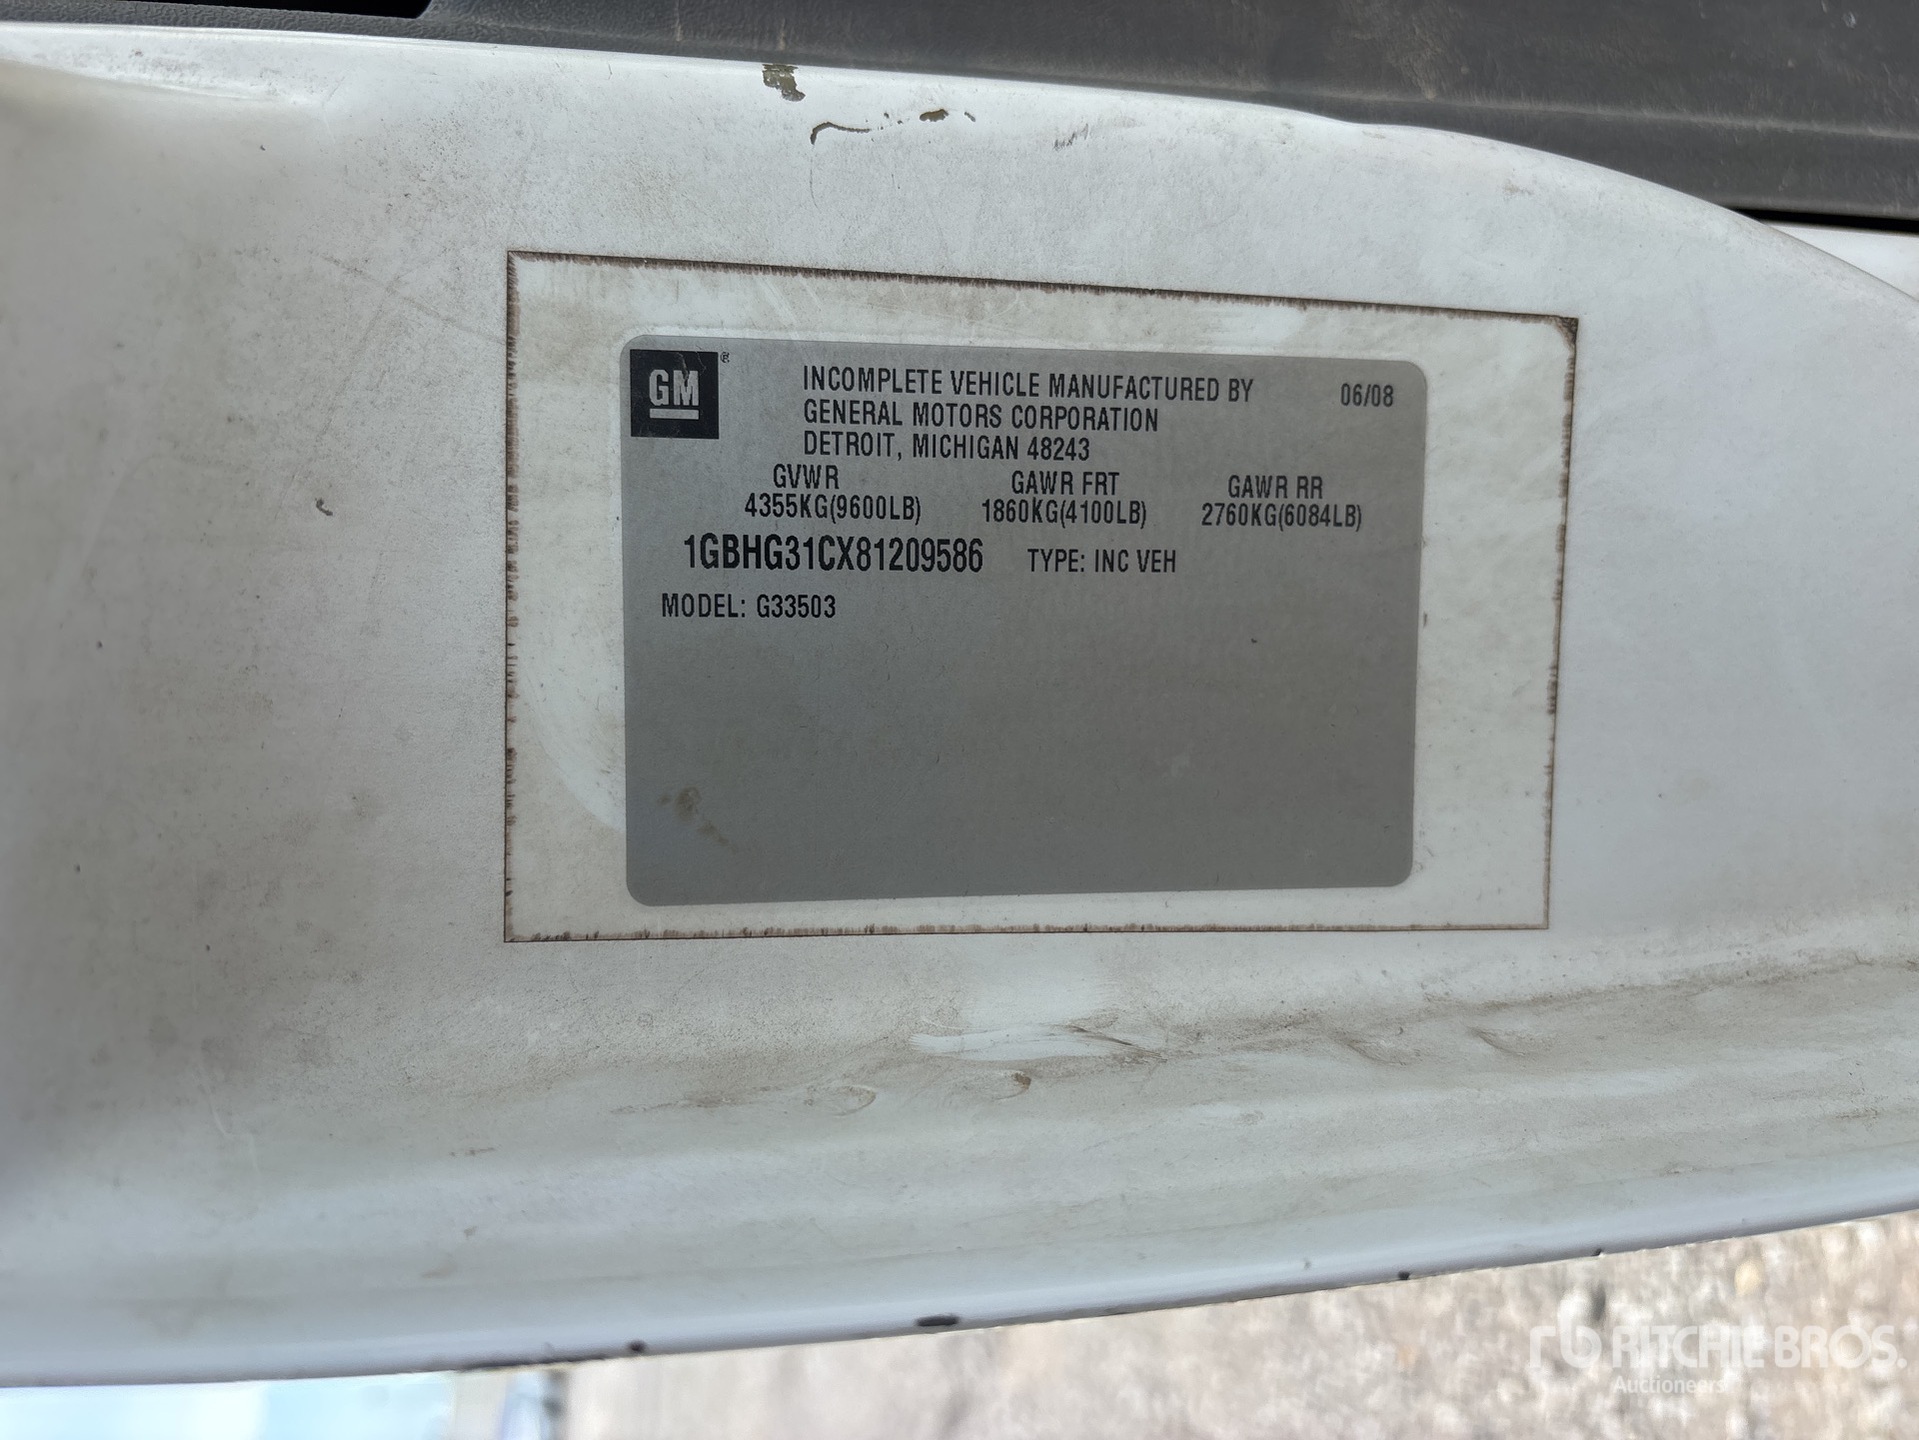 GM®
INCOMPLETE VEHICLE MANUFACTURED BY 06/08
GENERAL MOTORS CORPORATION
DETROIT, MICHIGAN 48243
GVWR GAWR FRT GAWR RR
4355KG(9600LB) 1860KG(4100LB) 2760KG(6084LB)
1GBHG31CX81209586 TYPE: INC VEH
MODEL: G33503
rb RITCHIE BROS.
Auctioneers